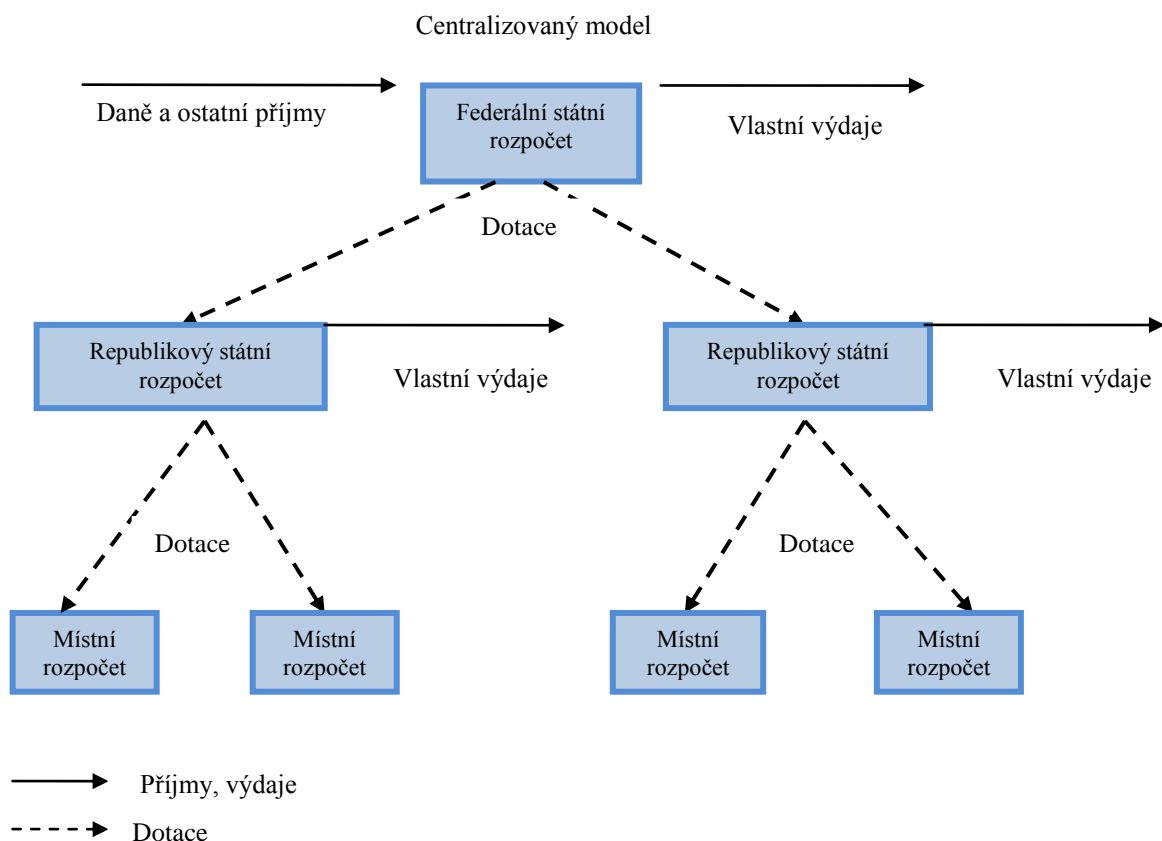 Centralizovaný model
Daně a ostatní příjmy
Federální státní
rozpočet
Vlastní výdaje
Dotace
Republikový státní
rozpočet
Vlastní výdaje
Republikový státní
rozpočet
Vlastní výdaje
Dotace
Dotace
Místní
rozpočet
Místní
rozpočet
Místní
rozpočet
Místní
rozpočet
Příjmy, výdaje
Dotace